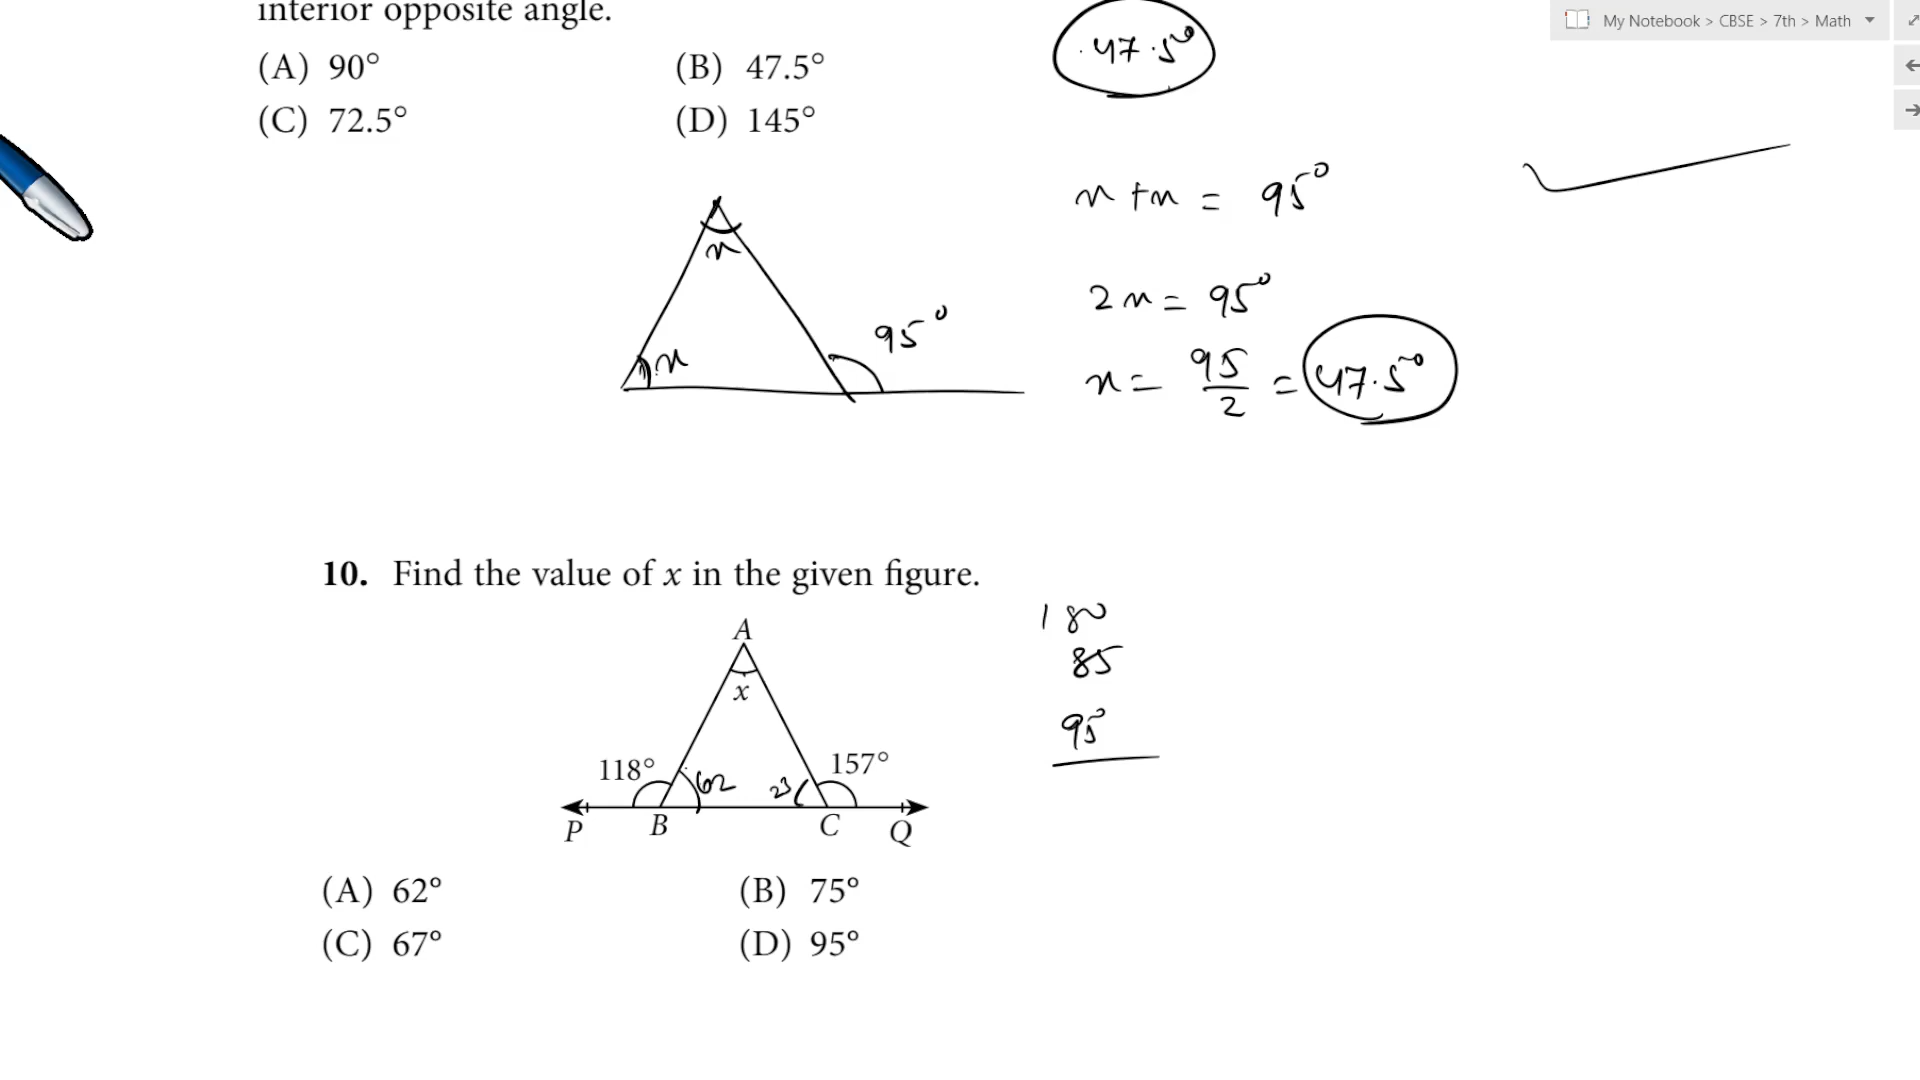 interior opposite angle.
My Notebook > CBSE > 7th > Math
47.5°
(A) 90° (B) 47.5°
(C) 72.5° (D) 145°
x + x = 95°
x
2x = 95°
95°
x
x = 95/2 = 47.5°
10. Find the value of x in the given figure.
180
85
95°
A
x
118° 62 23 157°
P B C Q
(A) 62° (B) 75°
(C) 67° (D) 95°